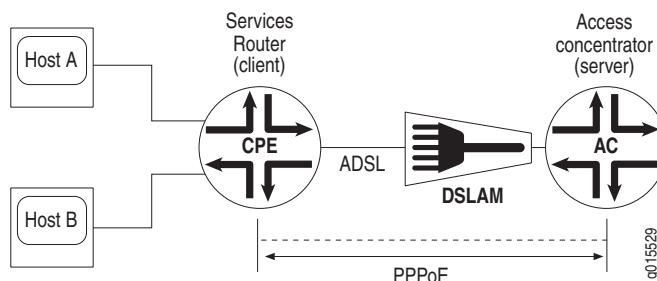 Services
Router
(client)
Access
concentrator
(server)
Host A
CPE
ADSL
DSLAM
AC
Host B
PPPoE
g015529